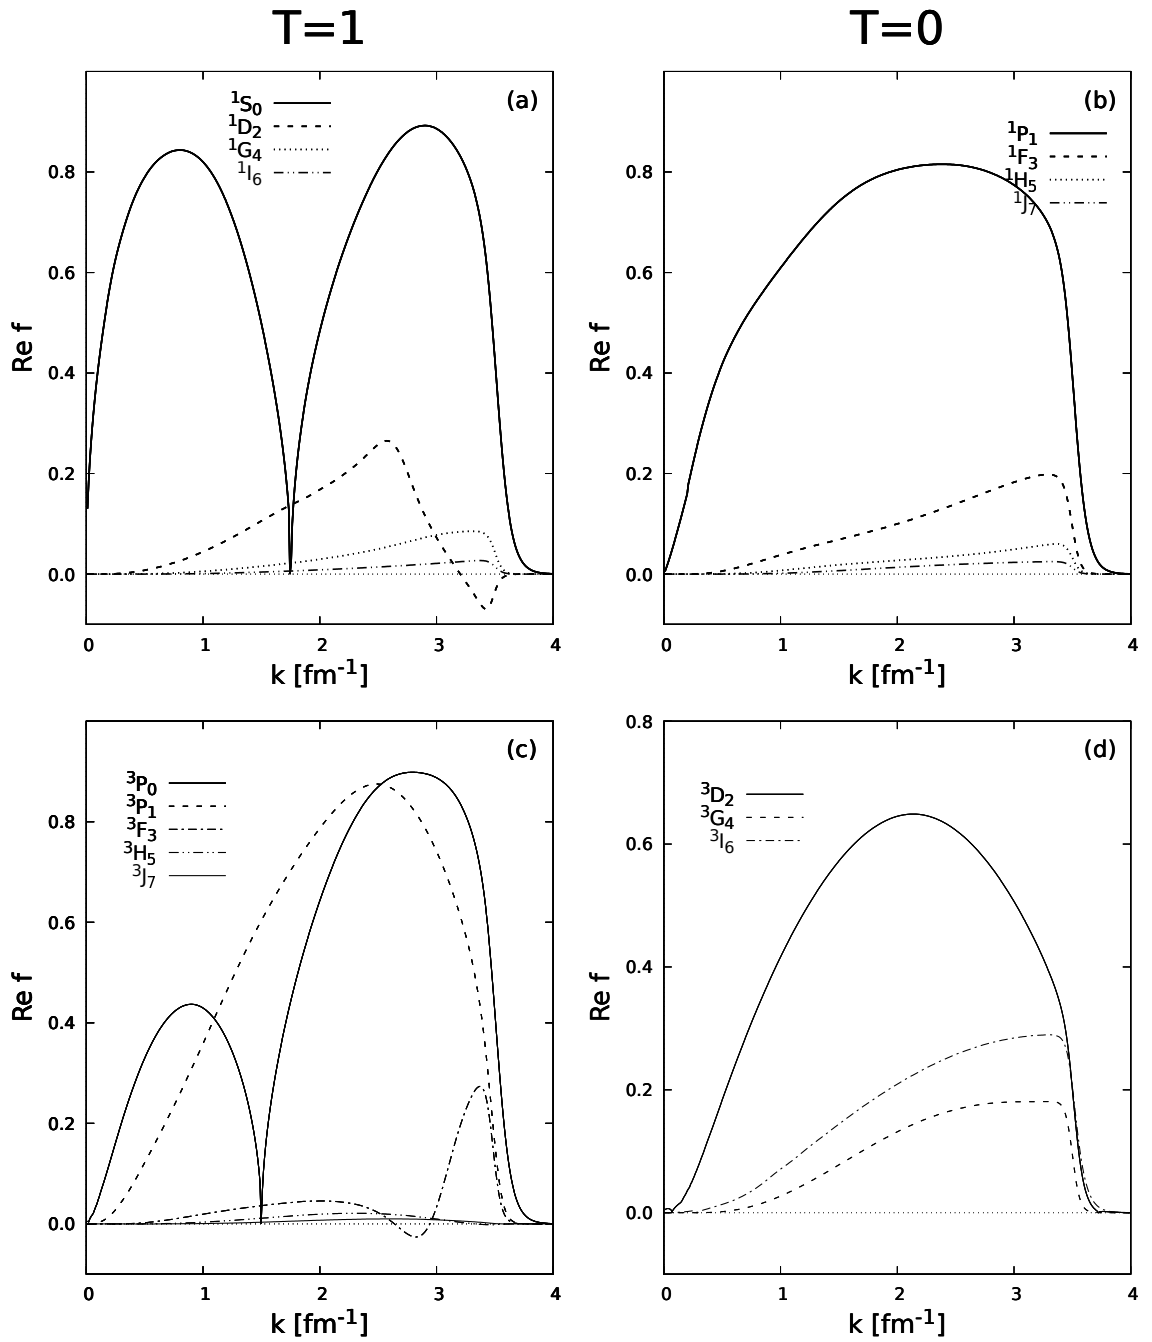 T=1
T=0
(a)
¹S₀
¹D₂
¹G₄
¹I₆
0.8
0.6
0.4
0.2
0.0
Re f
0 1 2 3 4
k [fm⁻¹]
(b)
¹P₁
¹F₃
¹H₅
¹J₇
0.8
0.6
0.4
0.2
0.0
Re f
0 1 2 3 4
k [fm⁻¹]
(c)
³P₀
³P₁
³F₃
³H₅
³J₇
0.8
0.6
0.4
0.2
0.0
Re f
0 1 2 3 4
k [fm⁻¹]
(d)
³D₂
³G₄
³I₆
0.8
0.6
0.4
0.2
0.0
Re f
0 1 2 3 4
k [fm⁻¹]